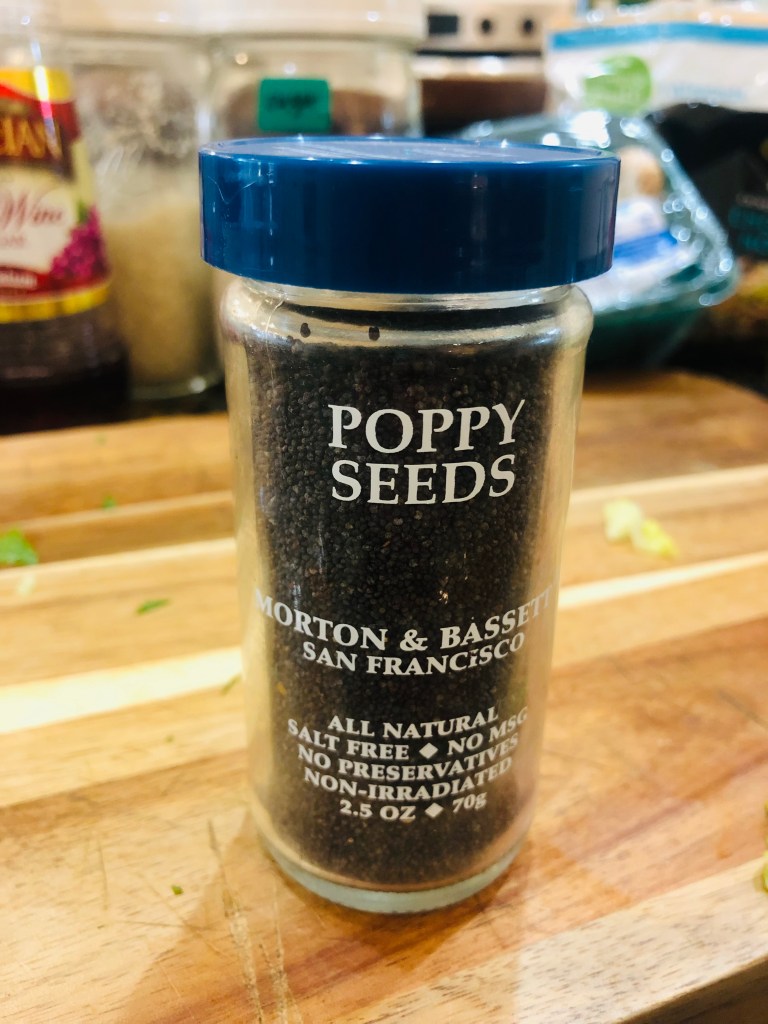 POPPY
SEEDS
MORTON & BASSETT
SAN FRANCISCO
ALL NATURAL
SALT FREE ◆ NO MSG
NO PRESERVATIVES
NON-IRRADIATED
2.5 OZ ◆ 70g
Wine